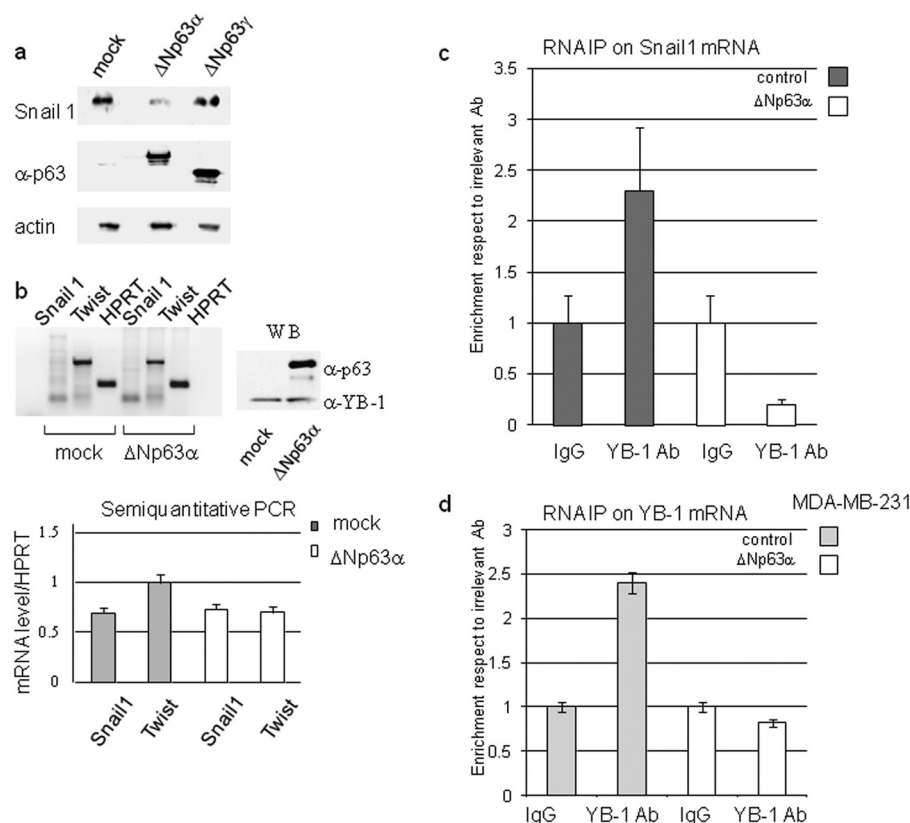 a
mock
ΔNp63α
ΔNp63γ
Snail 1
α-p63
actin
b
Snail 1
Twist
HPRT
Snail 1
Twist
HPRT
mock
ΔNp63α
WB
α-p63
α-YB-1
mock
ΔNp63α
Semiquantitative PCR
mock
ΔNp63α
mRNA level/HPRT
1.5
1
0.5
0
Snail1
Twist
Snail1
Twist
c
RNAIP on Snail1 mRNA
control
ΔNp63α
Enrichment respect to irrelevant Ab
3.5
3
2.5
2
1.5
1
0.5
0
IgG
YB-1 Ab
IgG
YB-1 Ab
d
RNAIP on YB-1 mRNA
MDA-MB-231
control
ΔNp63α
Enrichment respect to irrelevant Ab
3
2.5
2
1.5
1
0.5
0
IgG
YB-1 Ab
IgG
YB-1 Ab